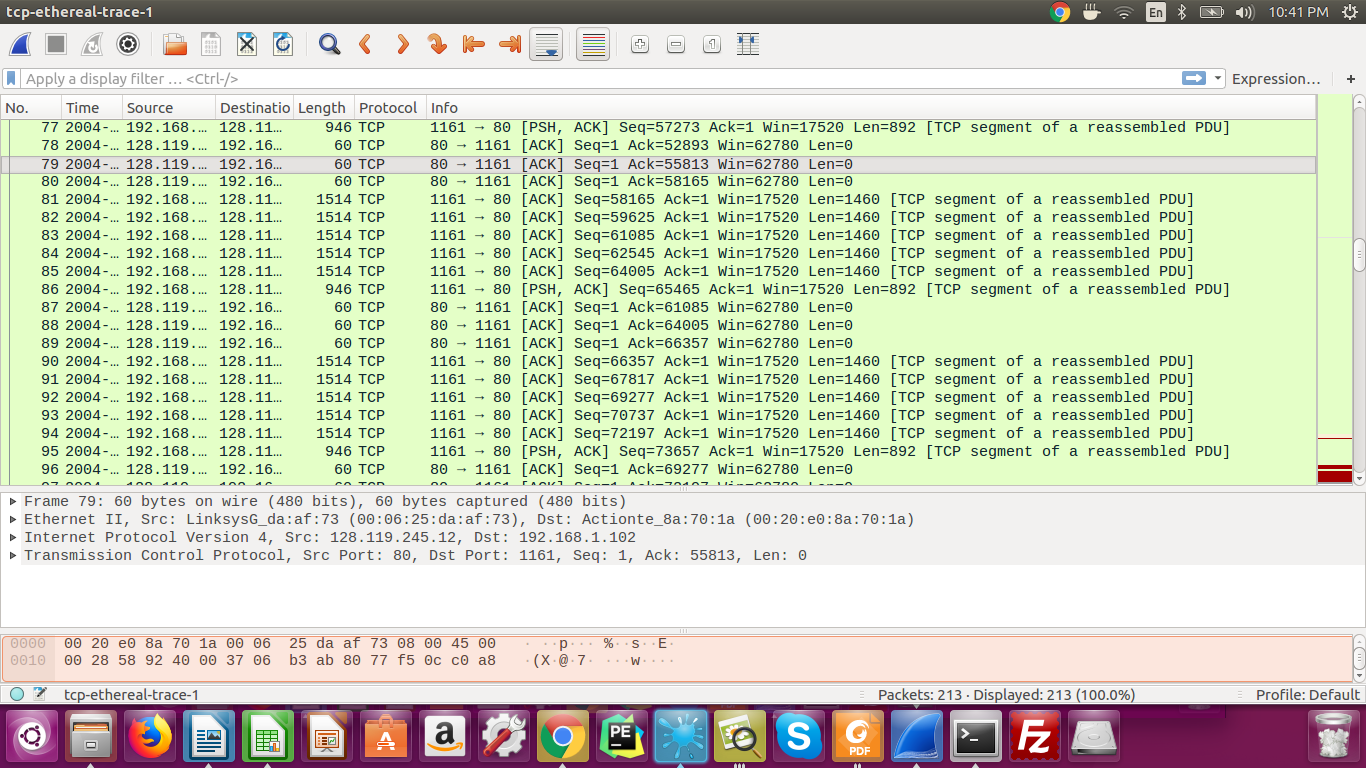 tcp-ethereal-trace-1 En 10:41 PM
Apply a display filter … <Ctrl-/> Expression… +
No. Time Source Destinatio Length Protocol Info
77 2004-… 192.168.… 128.11… 946 TCP 1161 → 80 [PSH, ACK] Seq=57273 Ack=1 Win=17520 Len=892 [TCP segment of a reassembled PDU]
78 2004-… 128.119.… 192.16… 60 TCP 80 → 1161 [ACK] Seq=1 Ack=52893 Win=62780 Len=0
79 2004-… 128.119.… 192.16… 60 TCP 80 → 1161 [ACK] Seq=1 Ack=55813 Win=62780 Len=0
80 2004-… 128.119.… 192.16… 60 TCP 80 → 1161 [ACK] Seq=1 Ack=58165 Win=62780 Len=0
81 2004-… 192.168.… 128.11… 1514 TCP 1161 → 80 [ACK] Seq=58165 Ack=1 Win=17520 Len=1460 [TCP segment of a reassembled PDU]
82 2004-… 192.168.… 128.11… 1514 TCP 1161 → 80 [ACK] Seq=59625 Ack=1 Win=17520 Len=1460 [TCP segment of a reassembled PDU]
83 2004-… 192.168.… 128.11… 1514 TCP 1161 → 80 [ACK] Seq=61085 Ack=1 Win=17520 Len=1460 [TCP segment of a reassembled PDU]
84 2004-… 192.168.… 128.11… 1514 TCP 1161 → 80 [ACK] Seq=62545 Ack=1 Win=17520 Len=1460 [TCP segment of a reassembled PDU]
85 2004-… 192.168.… 128.11… 1514 TCP 1161 → 80 [ACK] Seq=64005 Ack=1 Win=17520 Len=1460 [TCP segment of a reassembled PDU]
86 2004-… 192.168.… 128.11… 946 TCP 1161 → 80 [PSH, ACK] Seq=65465 Ack=1 Win=17520 Len=892 [TCP segment of a reassembled PDU]
87 2004-… 128.119.… 192.16… 60 TCP 80 → 1161 [ACK] Seq=1 Ack=61085 Win=62780 Len=0
88 2004-… 128.119.… 192.16… 60 TCP 80 → 1161 [ACK] Seq=1 Ack=64005 Win=62780 Len=0
89 2004-… 128.119.… 192.16… 60 TCP 80 → 1161 [ACK] Seq=1 Ack=66357 Win=62780 Len=0
90 2004-… 192.168.… 128.11… 1514 TCP 1161 → 80 [ACK] Seq=66357 Ack=1 Win=17520 Len=1460 [TCP segment of a reassembled PDU]
91 2004-… 192.168.… 128.11… 1514 TCP 1161 → 80 [ACK] Seq=67817 Ack=1 Win=17520 Len=1460 [TCP segment of a reassembled PDU]
92 2004-… 192.168.… 128.11… 1514 TCP 1161 → 80 [ACK] Seq=69277 Ack=1 Win=17520 Len=1460 [TCP segment of a reassembled PDU]
93 2004-… 192.168.… 128.11… 1514 TCP 1161 → 80 [ACK] Seq=70737 Ack=1 Win=17520 Len=1460 [TCP segment of a reassembled PDU]
94 2004-… 192.168.… 128.11… 1514 TCP 1161 → 80 [ACK] Seq=72197 Ack=1 Win=17520 Len=1460 [TCP segment of a reassembled PDU]
95 2004-… 192.168.… 128.11… 946 TCP 1161 → 80 [PSH, ACK] Seq=73657 Ack=1 Win=17520 Len=892 [TCP segment of a reassembled PDU]
96 2004-… 128.119.… 192.16… 60 TCP 80 → 1161 [ACK] Seq=1 Ack=69277 Win=62780 Len=0
Frame 79: 60 bytes on wire (480 bits), 60 bytes captured (480 bits)
Ethernet II, Src: LinksysG_da:af:73 (00:06:25:da:af:73), Dst: Actionte_8a:70:1a (00:20:e0:8a:70:1a)
Internet Protocol Version 4, Src: 128.119.245.12, Dst: 192.168.1.102
Transmission Control Protocol, Src Port: 80, Dst Port: 1161, Seq: 1, Ack: 55813, Len: 0
0000 00 20 e0 8a 70 1a 00 06 25 da af 73 08 00 45 00 · ··p··· %··s··E·
0010 00 28 58 92 40 00 37 06 b3 ab 80 77 f5 0c c0 a8 ·(X·@·7· ···w····
tcp-ethereal-trace-1 Packets: 213 · Displayed: 213 (100.0%) Profile: Default
A a PE S PDF >_ Fz